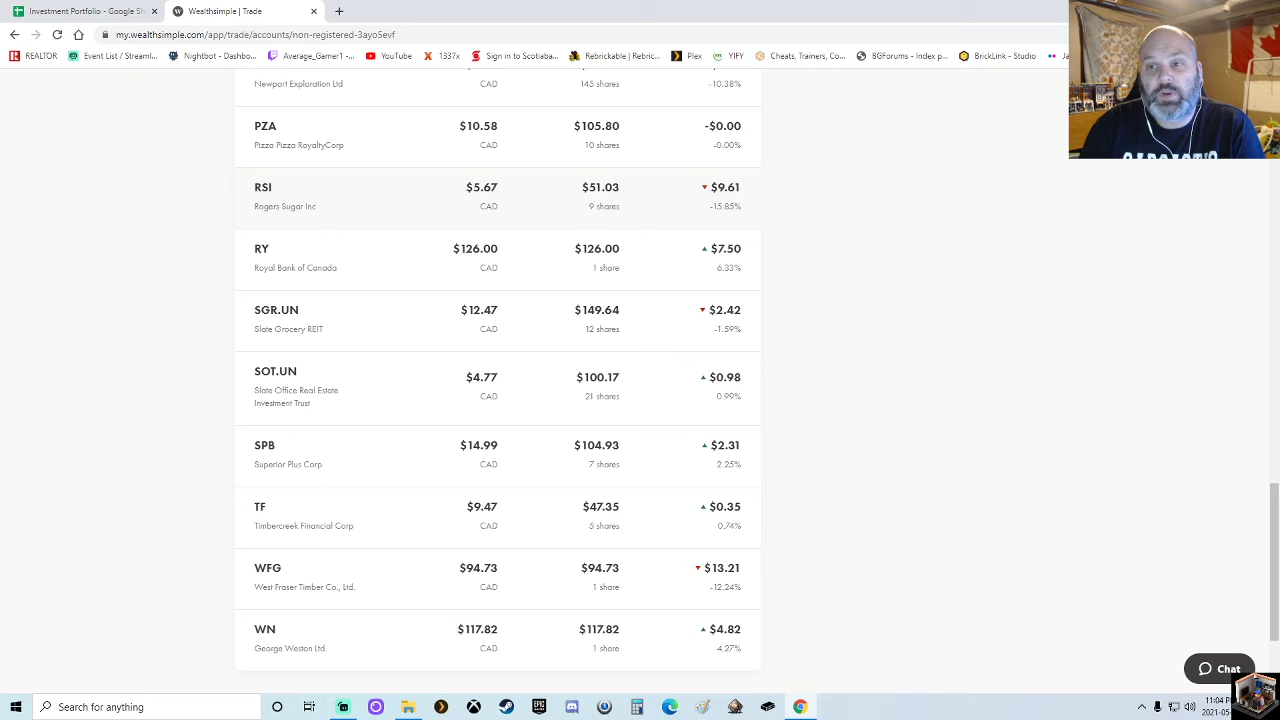 Investment Portfolio - Google Sh
Wealthsimple | Trade
my.wealthsimple.com/app/trade/accounts/non-registered-3ayo5evf
REALTOR
Event List / Streaml...
Nightbot - Dashboard
Average_Gamer1 -...
YouTube
1337x
Sign in to Scotiaba...
Rebrickable | Rebric...
Plex
YIFY
Cheats, Trainers, Co...
BGForums - Index p...
BrickLink - Studio
Newport Exploration Ltd CAD 145 shares -10.38%
PZA $10.58 $105.80 -$0.00
Pizza Pizza RoyaltyCorp CAD 10 shares -0.00%
RSI $5.67 $51.03 $9.61
Rogers Sugar Inc CAD 9 shares -15.85%
RY $126.00 $126.00 $7.50
Royal Bank of Canada CAD 1 share 6.33%
SGR.UN $12.47 $149.64 $2.42
Slate Grocery REIT CAD 12 shares -1.59%
SOT.UN $4.77 $100.17 $0.98
Slate Office Real Estate CAD 21 shares 0.99%
Investment Trust
SPB $14.99 $104.93 $2.31
Superior Plus Corp CAD 7 shares 2.25%
TF $9.47 $47.35 $0.35
Timbercreek Financial Corp CAD 5 shares 0.74%
WFG $94.73 $94.73 $13.21
West Fraser Timber Co., Ltd. CAD 1 share -12.24%
WN $117.82 $117.82 $4.82
George Weston Ltd. CAD 1 share 4.27%
Chat
Search for anything
11:04
2021-05